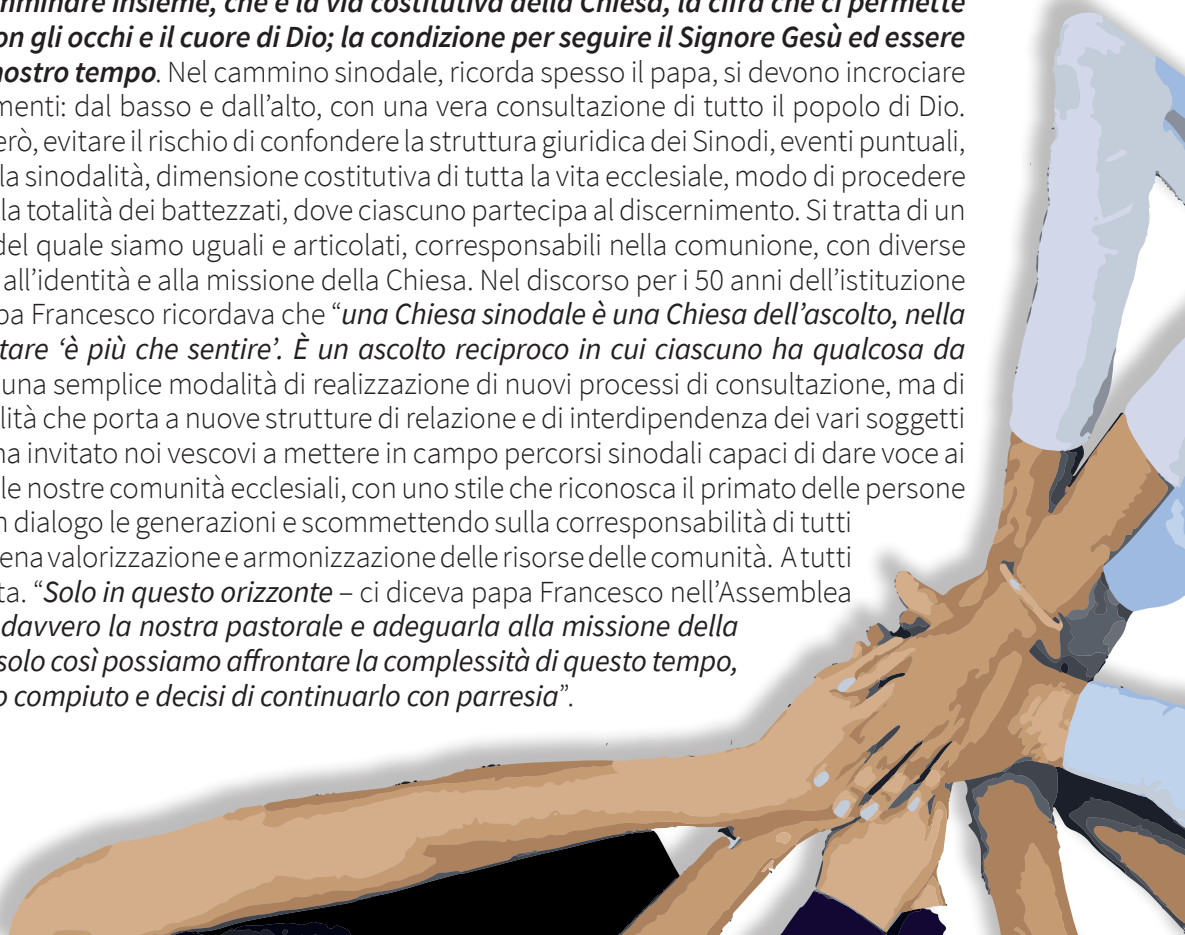 mminare insieme, che è la via costitutiva della Chiesa, la cifra che ci permette
on gli occhi e il cuore di Dio; la condizione per seguire il Signore Gesù ed essere
nostro tempo. Nel cammino sinodale, ricorda spesso il papa, si devono incrociare
menti: dal basso e dall’alto, con una vera consultazione di tutto il popolo di Dio.
erò, evitare il rischio di confondere la struttura giuridica dei Sinodi, eventi puntuali,
la sinodalità, dimensione costitutiva di tutta la vita ecclesiale, modo di procedere
la totalità dei battezzati, dove ciascuno partecipa al discernimento. Si tratta di un
del quale siamo uguali e articolati, corresponsabili nella comunione, con diverse
all’identità e alla missione della Chiesa. Nel discorso per i 50 anni dell’istituzione
pa Francesco ricordava che “una Chiesa sinodale è una Chiesa dell’ascolto, nella
tare ‘è più che sentire’. È un ascolto reciproco in cui ciascuno ha qualcosa da
una semplice modalità di realizzazione di nuovi processi di consultazione, ma di
lità che porta a nuove strutture di relazione e di interdipendenza dei vari soggetti
ha invitato noi vescovi a mettere in campo percorsi sinodali capaci di dare voce ai
le nostre comunità ecclesiali, con uno stile che riconosca il primato delle persone
n dialogo le generazioni e scommettendo sulla corresponsabilità di tutti
ena valorizzazione e armonizzazione delle risorse delle comunità. A tutti
ta. “Solo in questo orizzonte – ci diceva papa Francesco nell’Assemblea
davvero la nostra pastorale e adeguarla alla missione della
solo così possiamo affrontare la complessità di questo tempo,
o compiuto e decisi di continuarlo con parresia”.